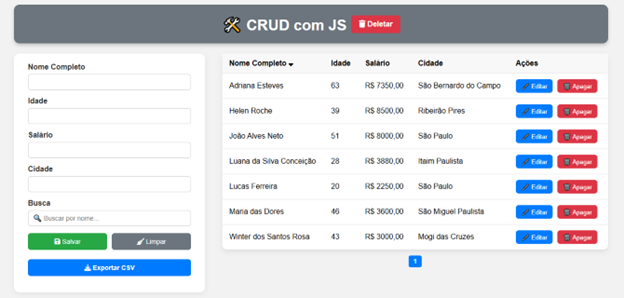 CRUD com JS Deletar
Nome Completo
Idade
Salário
Cidade
Busca
Buscar por nome...
Salvar Limpar
Exportar CSV
Nome Completo Idade Salário Cidade Ações
Adriana Esteves 63 R$ 7350,00 São Bernardo do Campo Editar Apagar
Helen Roche 39 R$ 8500,00 Ribeirão Pires Editar Apagar
João Alves Neto 51 R$ 8000,00 São Paulo Editar Apagar
Luana da Silva Conceição 28 R$ 3880,00 Itaim Paulista Editar Apagar
Lucas Ferreira 20 R$ 2250,00 São Paulo Editar Apagar
Maria das Dores 46 R$ 3600,00 São Miguel Paulista Editar Apagar
Winter dos Santos Rosa 43 R$ 3000,00 Mogi das Cruzes Editar Apagar
1